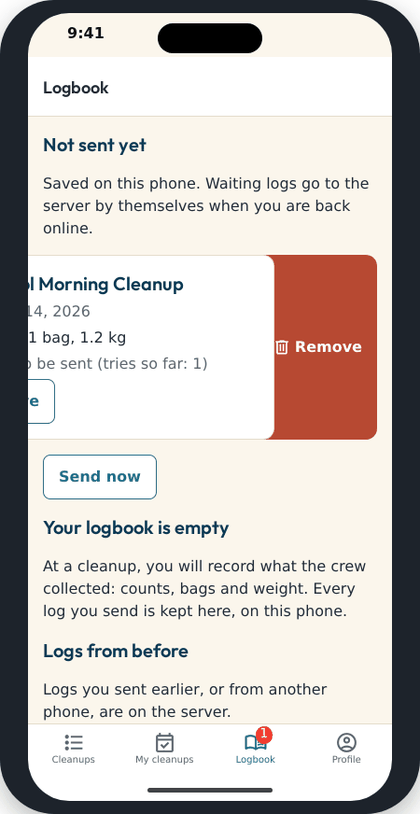 9:41
Logbook
Not sent yet
Saved on this phone. Waiting logs go to the
server by themselves when you are back
online.
Morning Cleanup
14, 2026
1 bag, 1.2 kg
be sent (tries so far: 1)
Remove
Send now
Your logbook is empty
At a cleanup, you will record what the crew
collected: counts, bags and weight. Every
log you send is kept here, on this phone.
Logs from before
Logs you sent earlier, or from another
phone, are on the server.
1
Cleanups
My cleanups
Logbook
Profile